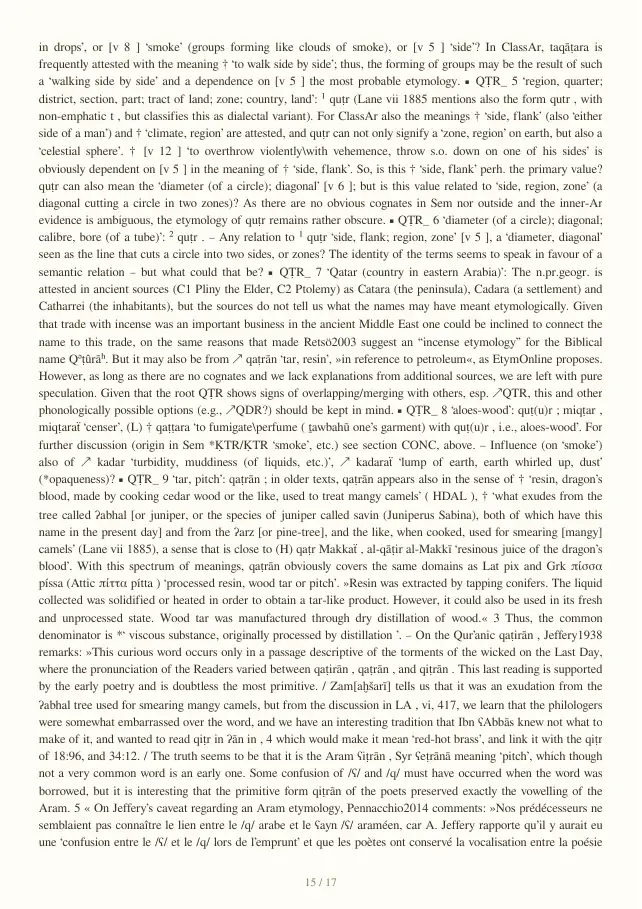 in drops’, or [v 8 ] ‘smoke’ (groups forming like clouds of smoke), or [v 5 ] ‘side’? In ClassAr, taqāṭara is
frequently attested with the meaning † ‘to walk side by side’; thus, the forming of groups may be the result of such
a ‘walking side by side’ and a dependence on [v 5 ] the most probable etymology. ▪ QṬR_ 5 ‘region, quarter;
district, section, part; tract of land; zone; country, land’: ¹ quṭr (Lane vii 1885 mentions also the form qutr , with
non-emphatic t , but classifies this as dialectal variant). For ClassAr also the meanings † ‘side, flank’ (also ‘either
side of a man’) and † ‘climate, region’ are attested, and quṭr can not only signify a ‘zone, region’ on earth, but also a
‘celestial sphere’. † [v 12 ] ‘to overthrow violently\with vehemence, throw s.o. down on one of his sides’ is
obviously dependent on [v 5 ] in the meaning of † ‘side, flank’. So, is this † ‘side, flank’ perh. the primary value?
quṭr can also mean the ‘diameter (of a circle); diagonal’ [v 6 ]; but is this value related to ‘side, region, zone’ (a
diagonal cutting a circle in two zones)? As there are no obvious cognates in Sem nor outside and the inner-Ar
evidence is ambiguous, the etymology of quṭr remains rather obscure. ▪ QṬR_ 6 ‘diameter (of a circle); diagonal;
calibre, bore (of a tube)’: ² quṭr . – Any relation to ¹ quṭr ‘side, flank; region, zone’ [v 5 ], a ‘diameter, diagonal’
seen as the line that cuts a circle into two sides, or zones? The identity of the terms seems to speak in favour of a
semantic relation – but what could that be? ▪ QṬR_ 7 ‘Qatar (country in eastern Arabia)’: The n.pr.geogr. is
attested in ancient sources (C1 Pliny the Elder, C2 Ptolemy) as Catara (the peninsula), Cadara (a settlement) and
Catharrei (the inhabitants), but the sources do not tell us what the names may have meant etymologically. Given
that trade with incense was an important business in the ancient Middle East one could be inclined to connect the
name to this trade, on the same reasons that made Retsö2003 suggest an “incense etymology” for the Biblical
name Qᵊṭûrāʰ. But it may also be from ↗ qaṭrān ‘tar, resin’, »in reference to petroleum«, as EtymOnline proposes.
However, as long as there are no cognates and we lack explanations from additional sources, we are left with pure
speculation. Given that the root QṬR shows signs of overlapping/merging with others, esp. ↗QTR, this and other
phonologically possible options (e.g., ↗QDR?) should be kept in mind. ▪ QṬR_ 8 ‘aloes-wood’: quṭ(u)r ; miqṭar ,
miqṭaraẗ ‘censer’, (L) † qaṭṭara ‘to fumigate\perfume ( ṯawbahū one’s garment) with quṭ(u)r , i.e., aloes-wood’. For
further discussion (origin in Sem *ḲṬR/ḲTR ‘smoke’, etc.) see section CONC, above. – Influence (on ‘smoke’)
also of ↗ kadar ‘turbidity, muddiness (of liquids, etc.)’, ↗ kadaraẗ ‘lump of earth, earth whirled up, dust’
(*opaqueness)? ▪ QṬR_ 9 ‘tar, pitch’: qaṭrān ; in older texts, qaṭrān appears also in the sense of † ‘resin, dragon’s
blood, made by cooking cedar wood or the like, used to treat mangy camels’ ( HDAL ), † ‘what exudes from the
tree called ʔabhal [or juniper, or the species of juniper called savin (Juniperus Sabina), both of which have this
name in the present day] and from the ʔarz [or pine-tree], and the like, when cooked, used for smearing [mangy]
camels’ (Lane vii 1885), a sense that is close to (H) qaṭr Makkaẗ , al-qāṭir al-Makkī ‘resinous juice of the dragon’s
blood’. With this spectrum of meanings, qaṭrān obviously covers the same domains as Lat pix and Grk πίσσα
píssa (Attic πίττα pítta ) ‘processed resin, wood tar or pitch’. »Resin was extracted by tapping conifers. The liquid
collected was solidified or heated in order to obtain a tar-like product. However, it could also be used in its fresh
and unprocessed state. Wood tar was manufactured through dry distillation of wood.« 3 Thus, the common
denominator is *‘ viscous substance, originally processed by distillation ’. – On the Qurʼanic qaṭirān , Jeffery1938
remarks: »This curious word occurs only in a passage descriptive of the torments of the wicked on the Last Day,
where the pronunciation of the Readers varied between qaṭirān , qaṭrān , and qiṭrān . This last reading is supported
by the early poetry and is doubtless the most primitive. / Zam[aḫšarī] tells us that it was an exudation from the
ʔabhal tree used for smearing mangy camels, but from the discussion in LA , vi, 417, we learn that the philologers
were somewhat embarrassed over the word, and we have an interesting tradition that Ibn ʕAbbās knew not what to
make of it, and wanted to read qiṭr in ʔān in , 4 which would make it mean ‘red-hot brass’, and link it with the qiṭr
of 18:96, and 34:12. / The truth seems to be that it is the Aram ʕiṭrān , Syr ʕeṭrānā meaning ‘pitch’, which though
not a very common word is an early one. Some confusion of /ʕ/ and /q/ must have occurred when the word was
borrowed, but it is interesting that the primitive form qiṭrān of the poets preserved exactly the vowelling of the
Aram. 5 « On Jeffery’s caveat regarding an Aram etymology, Pennacchio2014 comments: »Nos prédécesseurs ne
semblaient pas connaître le lien entre le /q/ arabe et le ʕayn /ʕ/ araméen, car A. Jeffery rapporte qu’il y aurait eu
une ‘confusion entre le /ʕ/ et le /q/ lors de l’emprunt’ et que les poètes ont conservé la vocalisation entre la poésie
15 / 17